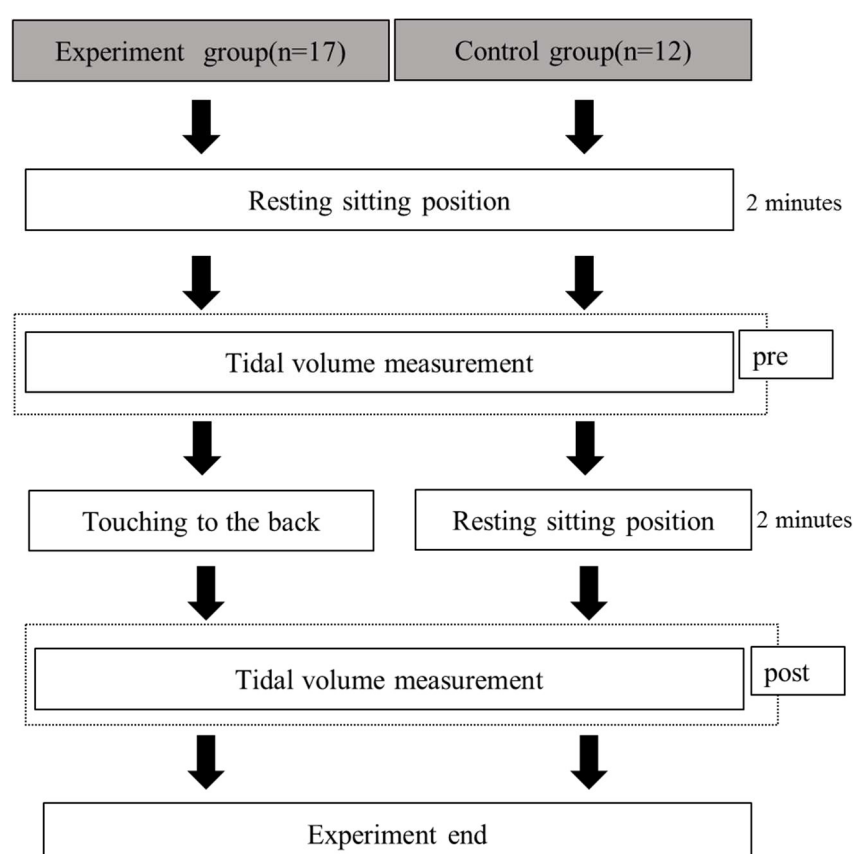 Experiment group(n=17)
Control group(n=12)
Resting sitting position
2 minutes
Tidal volume measurement
pre
Touching to the back
Resting sitting position
2 minutes
Tidal volume measurement
post
Experiment end